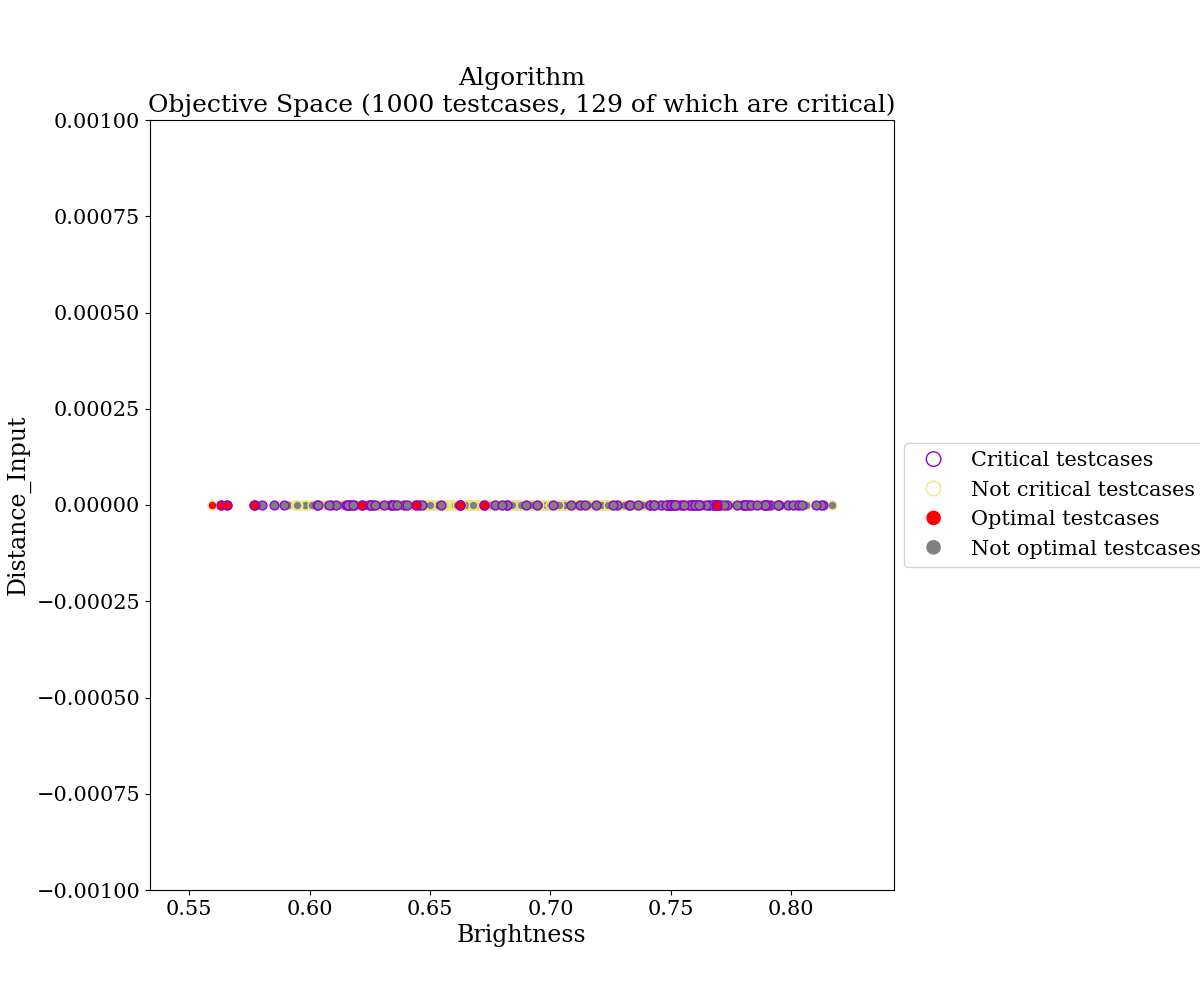 Algorithm
Objective Space (1000 testcases, 129 of which are critical)
0.00100
0.00075
0.00050
0.00025
0.00000
−0.00025
−0.00050
−0.00075
−0.00100
Distance_Input
0.55 0.60 0.65 0.70 0.75 0.80
Brightness
Critical testcases
Not critical testcases
Optimal testcases
Not optimal testcases